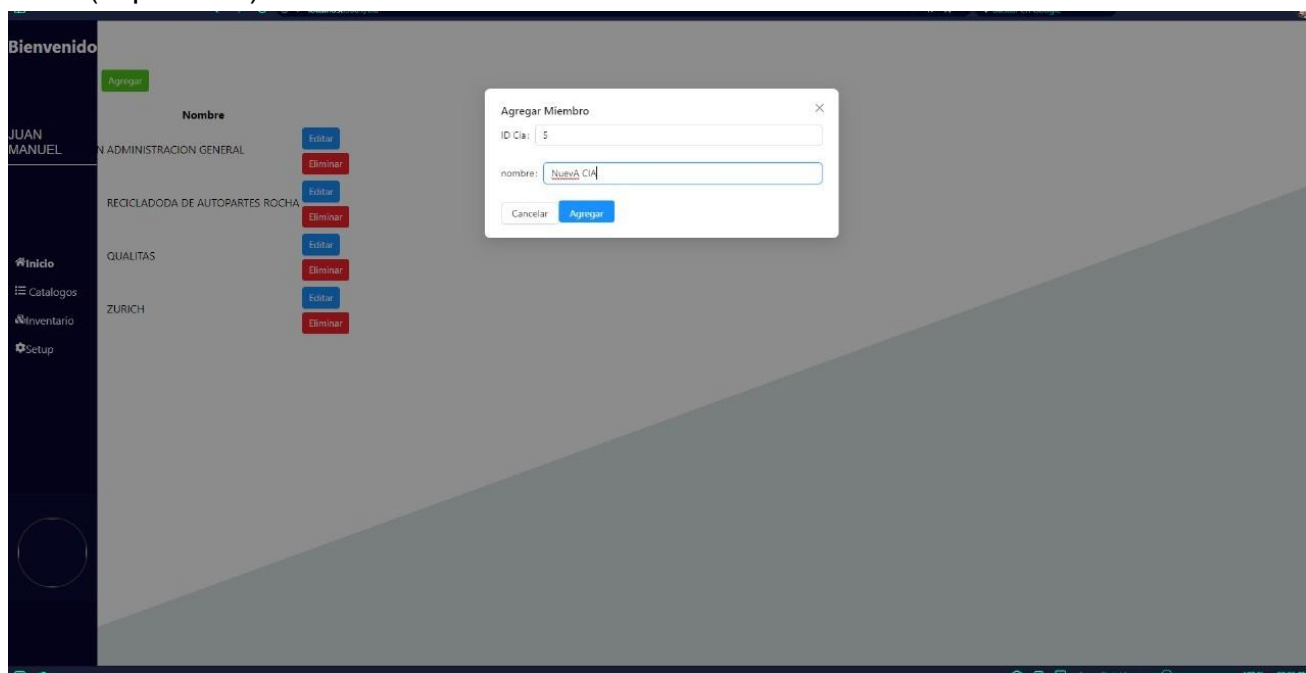 Bienvenido
Agregar
Nombre
JUAN
MANUEL
N ADMINISTRACION GENERAL
Editar
Eliminar
RECICLADODA DE AUTOPARTES ROCHA
Editar
Eliminar
QUALITAS
Editar
Eliminar
ZURICH
Editar
Eliminar
Inicio
Catalogos
Inventario
Setup
Agregar Miembro
ID Cia: 5
nombre: NuevA CIA
Cancelar Agregar